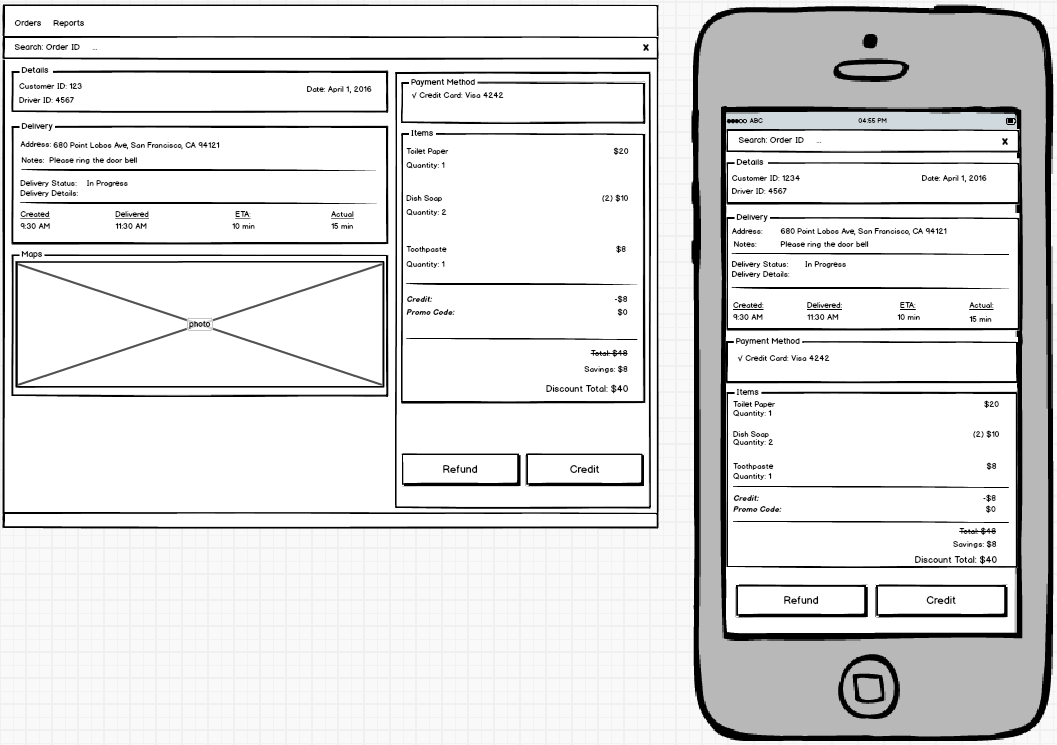 Orders Reports
Search: Order ID ... X
Details
Customer ID: 123 Date: April 1, 2016
Driver ID: 4567
Delivery
Address: 680 Point Lobos Ave, San Francisco, CA 94121
Notes: Please ring the door bell
Delivery Status: In Progress
Delivery Details:
Created Delivered ETA: Actual
9:30 AM 11:30 AM 10 min 15 min
Maps
photo
Payment Method
√ Credit Card: Visa 4242
Items
Toilet Paper $20
Quantity: 1
Dish Soap (2) $10
Quantity: 2
Toothpaste $8
Quantity: 1
Credit: -$8
Promo Code: $0
Total: $48
Savings: $8
Discount Total: $40
Refund Credit
ABC 04:55 PM
Search: Order ID ... X
Details
Customer ID: 1234 Date: April 1, 2016
Driver ID: 4567
Delivery
Address: 680 Point Lobos Ave, San Francisco, CA 94121
Notes: Please ring the door bell
Delivery Status: In Progress
Delivery Details:
Created: Delivered: ETA: Actual:
9:30 AM 11:30 AM 10 min 15 min
Payment Method
√ Credit Card: Visa 4242
Items
Toilet Paper $20
Quantity: 1
Dish Soap (2) $10
Quantity: 2
Toothpaste $8
Quantity: 1
Credit: -$8
Promo Code: $0
Total: $48
Savings: $8
Discount Total: $40
Refund Credit